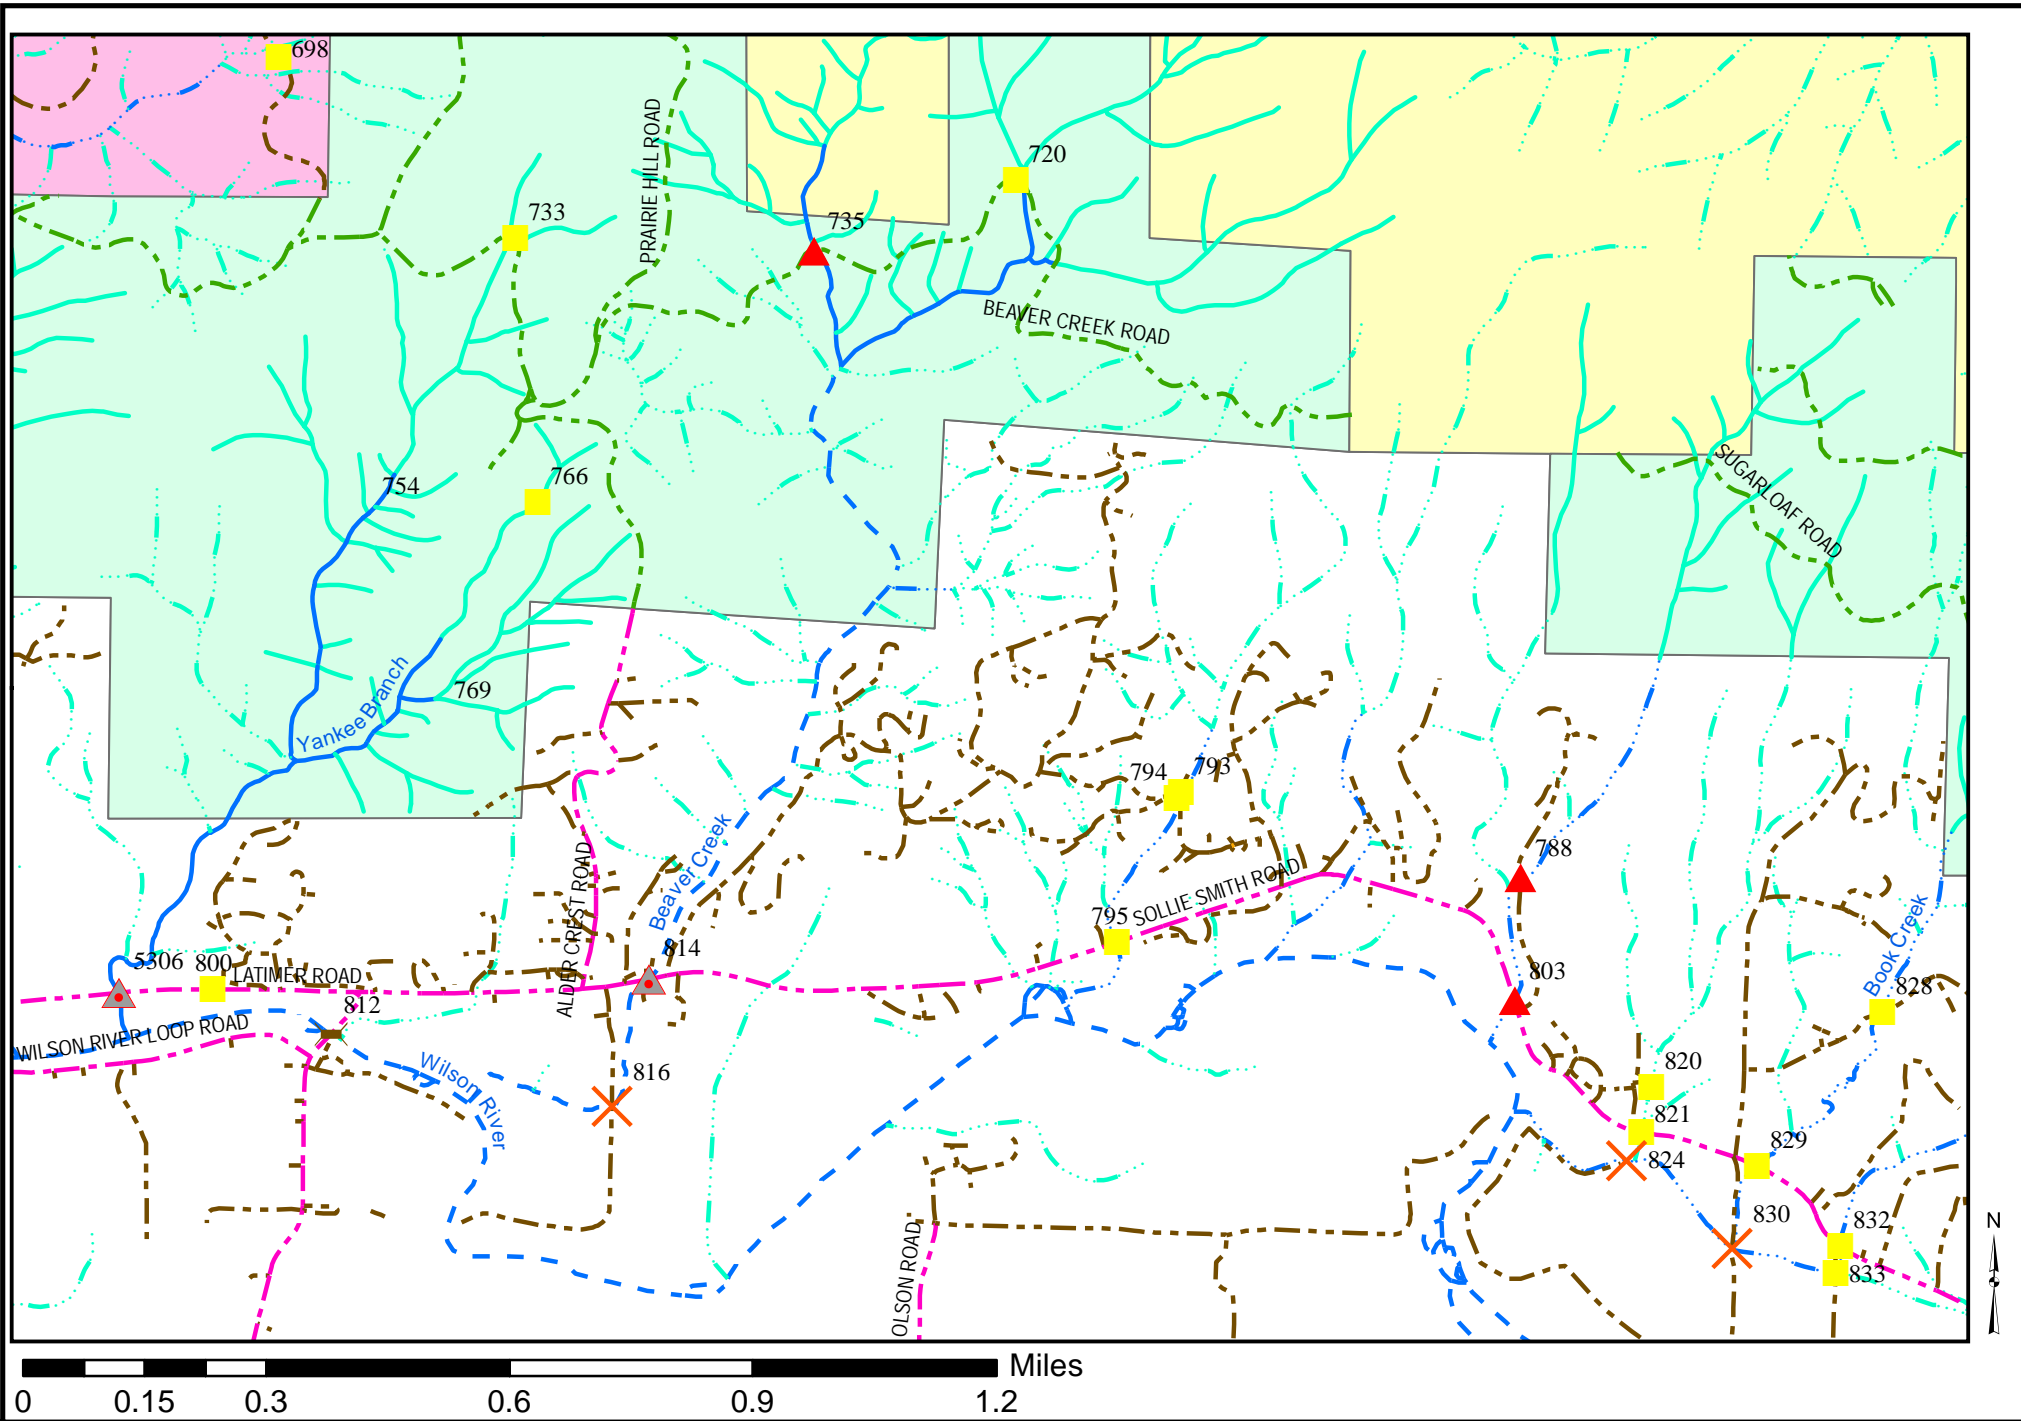 698
PRAIRIE HILL ROAD
720
733
735
BEAVER CREEK ROAD
754
766
SUGARLOAF ROAD
Yankee Branch
769
794
793
788
Beaver Creek
ALDER CREST ROAD
SOLLIE SMITH ROAD
795
Book Creek
814
5306
800
LATIMER ROAD
803
828
812
WILSON RIVER LOOP ROAD
Wilson River
816
820
821
829
824
830
832
833
OLSON ROAD
N
Miles
0 0.15 0.3 0.6 0.9 1.2